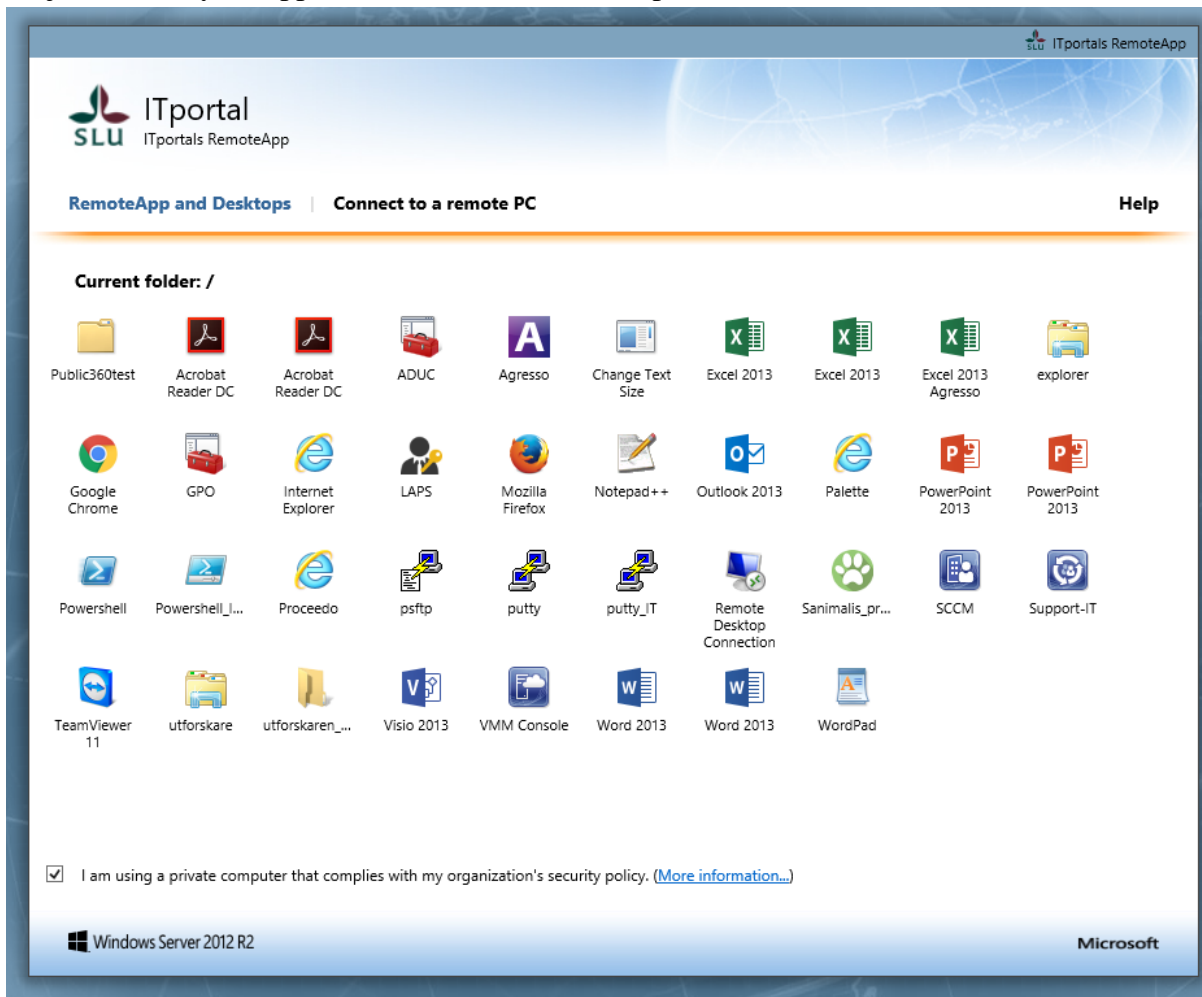 SLU ITportals RemoteApp
ITportal
SLU
ITportals RemoteApp
RemoteApp and Desktops | Connect to a remote PC Help
Current folder: /
Public360test
Acrobat
Reader DC
Acrobat
Reader DC
ADUC
Agresso
Change Text
Size
Excel 2013
Excel 2013
Excel 2013
Agresso
explorer
Google
Chrome
GPO
Internet
Explorer
LAPS
Mozilla
Firefox
Notepad++
Outlook 2013
Palette
PowerPoint
2013
PowerPoint
2013
Powershell
Powershell_I...
Proceedo
psftp
putty
putty_IT
Remote
Desktop
Connection
Sanimalis_pr...
SCCM
Support-IT
TeamViewer
11
utforskare
utforskaren_...
Visio 2013
VMM Console
Word 2013
Word 2013
WordPad
I am using a private computer that complies with my organization's security policy. (More information...)
Windows Server 2012 R2
Microsoft